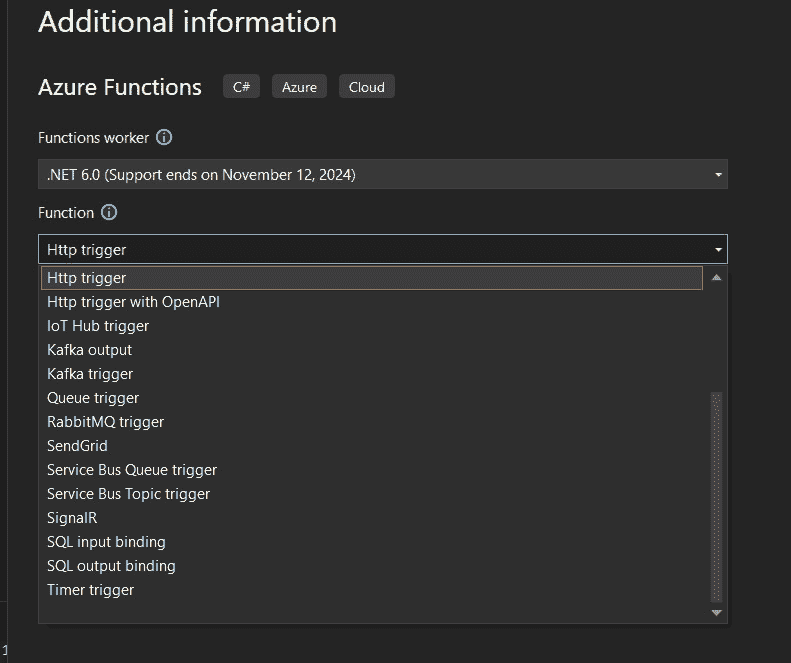 Additional information
Azure Functions C# Azure Cloud
Functions worker
.NET 6.0 (Support ends on November 12, 2024)
Function
Http trigger
Http trigger
Http trigger with OpenAPI
IoT Hub trigger
Kafka output
Kafka trigger
Queue trigger
RabbitMQ trigger
SendGrid
Service Bus Queue trigger
Service Bus Topic trigger
SignalR
SQL input binding
SQL output binding
Timer trigger
1